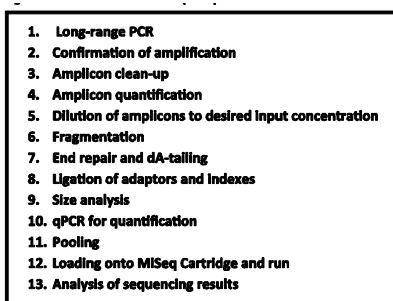 1. Long-range PCR
2. Confirmation of amplification
3. Amplicon clean-up
4. Amplicon quantification
5. Dilution of amplicons to desired input concentration
6. Fragmentation
7. End repair and dA-tailing
8. Ligation of adaptors and indexes
9. Size analysis
10. qPCR for quantification
11. Pooling
12. Loading onto MiSeq Cartridge and run
13. Analysis of sequencing results